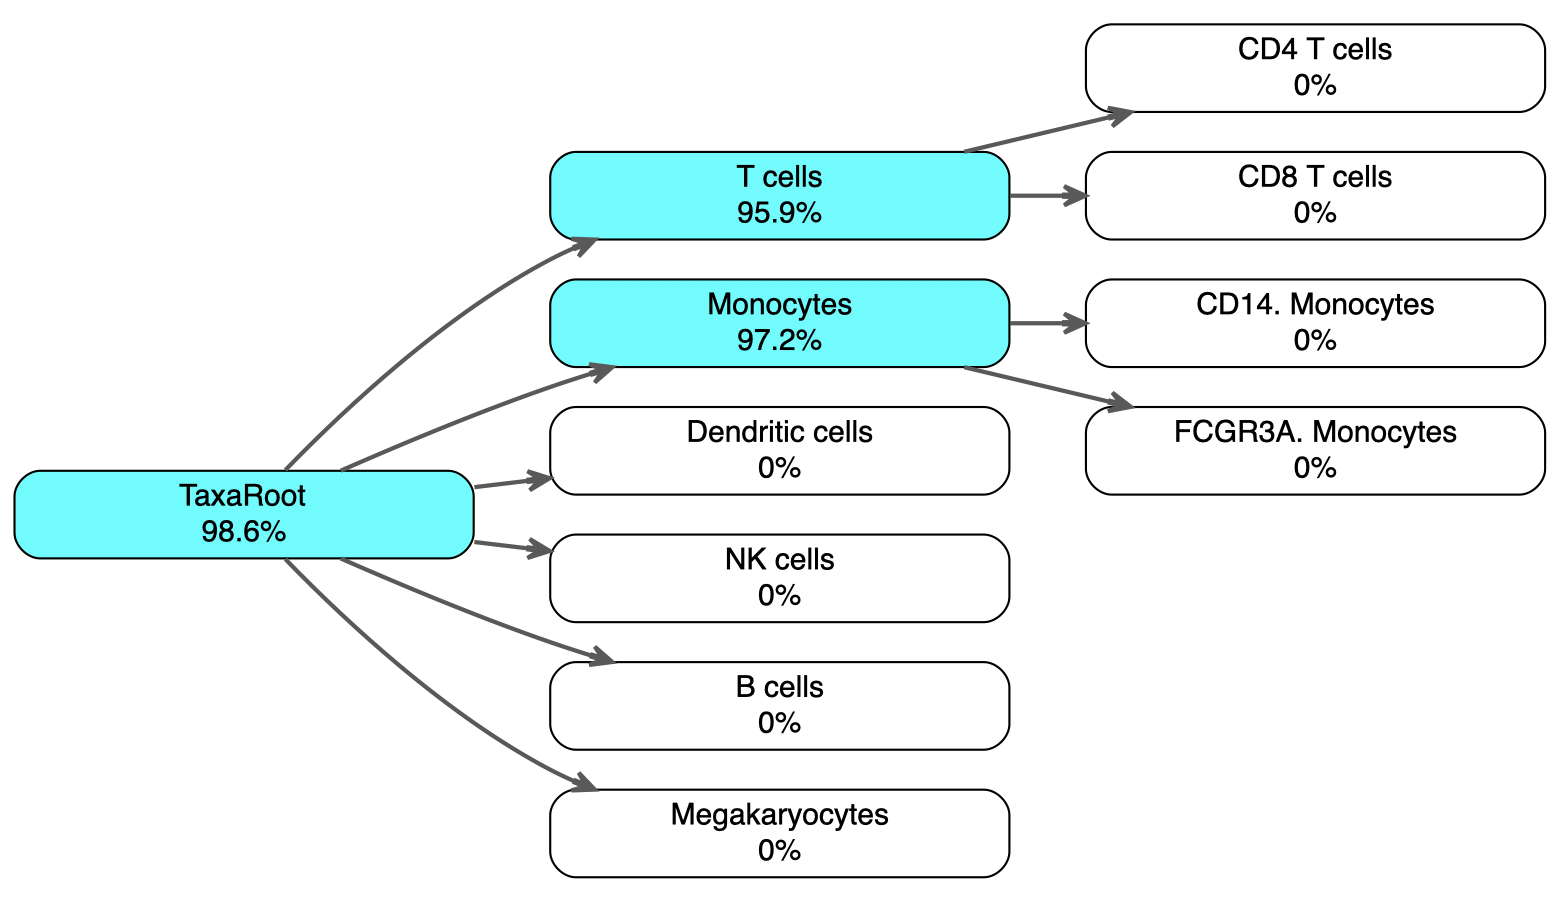 TaxaRoot
98.6%
T cells
95.9%
Monocytes
97.2%
Dendritic cells
0%
NK cells
0%
B cells
0%
Megakaryocytes
0%
CD4 T cells
0%
CD8 T cells
0%
CD14. Monocytes
0%
FCGR3A. Monocytes
0%